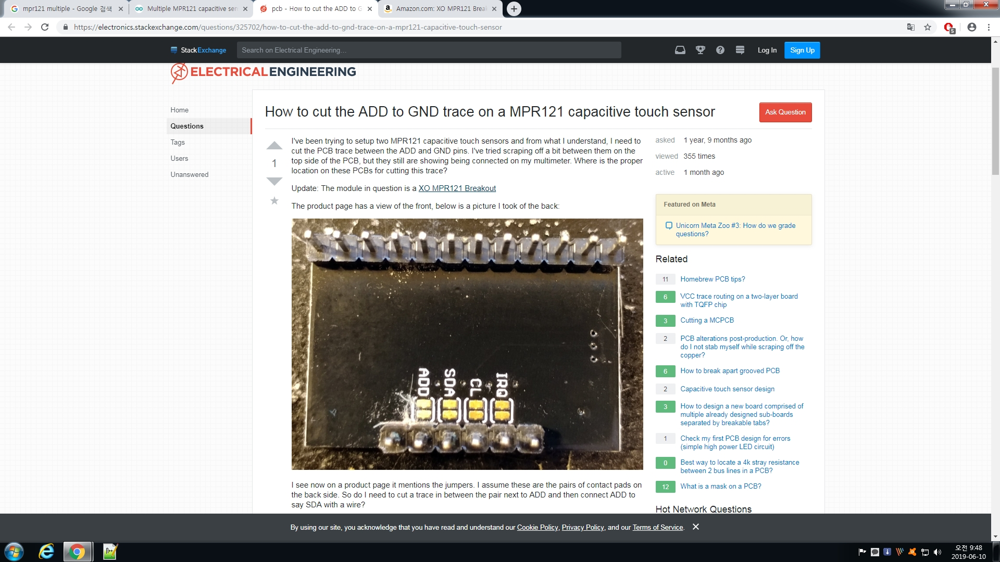 mpr121 multiple - Google 검색
Multiple MPR121 capacitive sen
pcb - How to cut the ADD to G
Amazon.com: XO MPR121 Break
https://electronics.stackexchange.com/questions/325702/how-to-cut-the-add-to-gnd-trace-on-a-mpr121-capacitive-touch-sensor
5
StackExchange
Search on Electrical Engineering...
Log In
Sign Up
ELECTRICAL ENGINEERING
Home
Questions
Tags
Users
Unanswered
How to cut the ADD to GND trace on a MPR121 capacitive touch sensor
Ask Question
1
I've been trying to setup two MPR121 capacitive touch sensors and from what I understand, I need to
cut the PCB trace between the ADD and GND pins. I've tried scraping off a bit between them on the
top side of the PCB, but they still are showing being connected on my multimeter. Where is the proper
location on these PCBs for cutting this trace?
Update: The module in question is a XO MPR121 Breakout
The product page has a view of the front, below is a picture I took of the back:
ADD
SDA
CL
IRQ
I see now on a product page it mentions the jumpers. I assume these are the pairs of contact pads on
the back side. So do I need to cut a trace in between the pair next to ADD and then connect ADD to
say SDA with a wire?
asked 1 year, 9 months ago
viewed 355 times
active 1 month ago
Featured on Meta
Unicorn Meta Zoo #3: How do we grade
questions?
Related
11 Homebrew PCB tips?
6 VCC trace routing on a two-layer board
with TQFP chip
3 Cutting a MCPCB
2 PCB alterations post-production. Or, how
do I not stab myself while scraping off the
copper?
6 How to break apart grooved PCB
2 Capacitive touch sensor design
3 How to design a new board comprised of
multiple already designed sub-boards
separated by breakable tabs?
1 Check my first PCB design for errors
(simple high power LED circuit)
0 Best way to locate a 4k stray resistance
between 2 bus lines in a PCB?
12 What is a mask on a PCB?
Hot Network Questions
By using our site, you acknowledge that you have read and understand our Cookie Policy, Privacy Policy, and our Terms of Service.
오전 9:48
2019-06-10